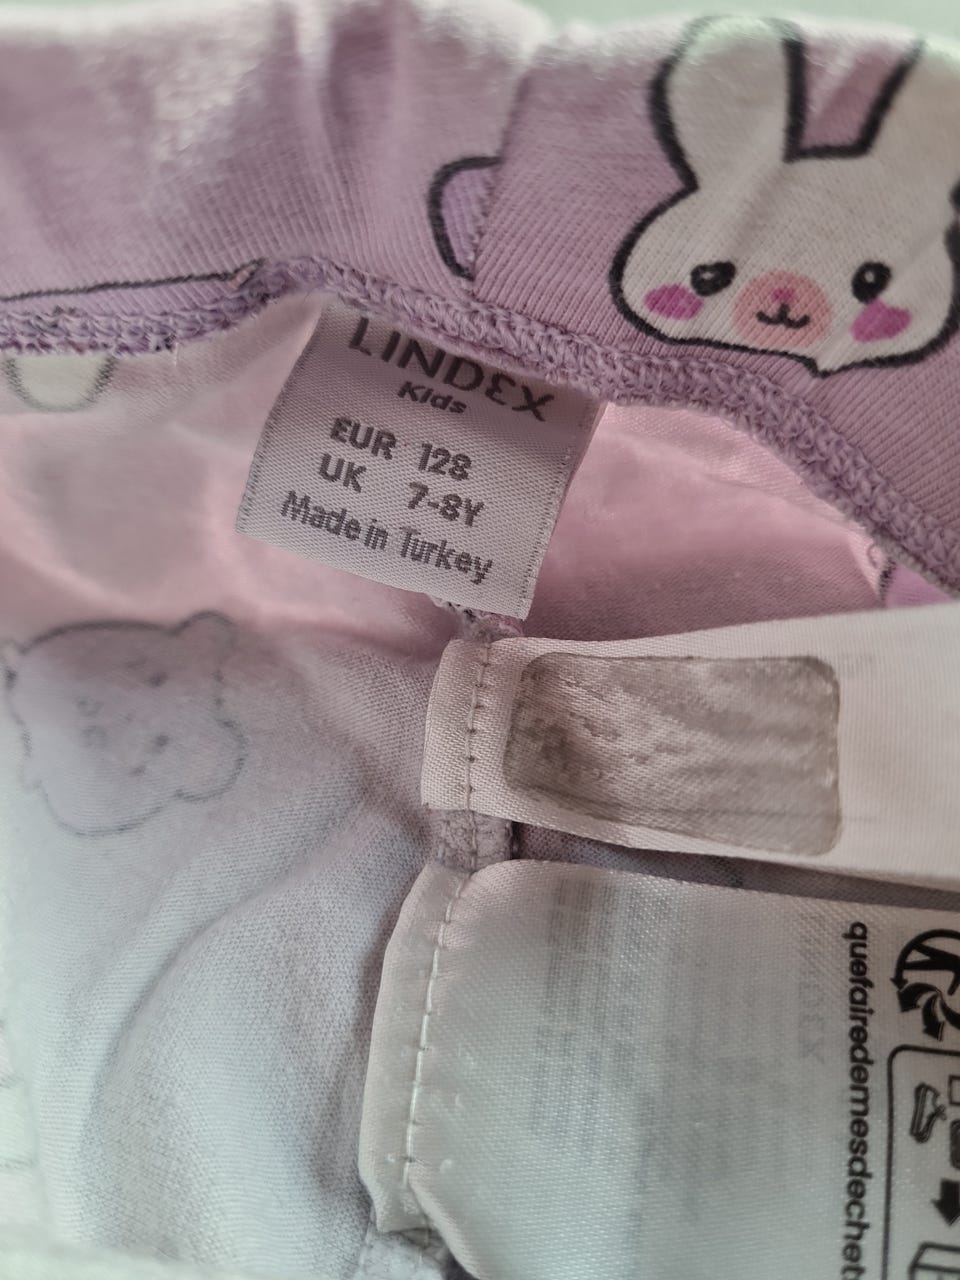 LINDEX
Kids
EUR 128
UK 7-8Y
Made in Turkey
quefairedemesdechet